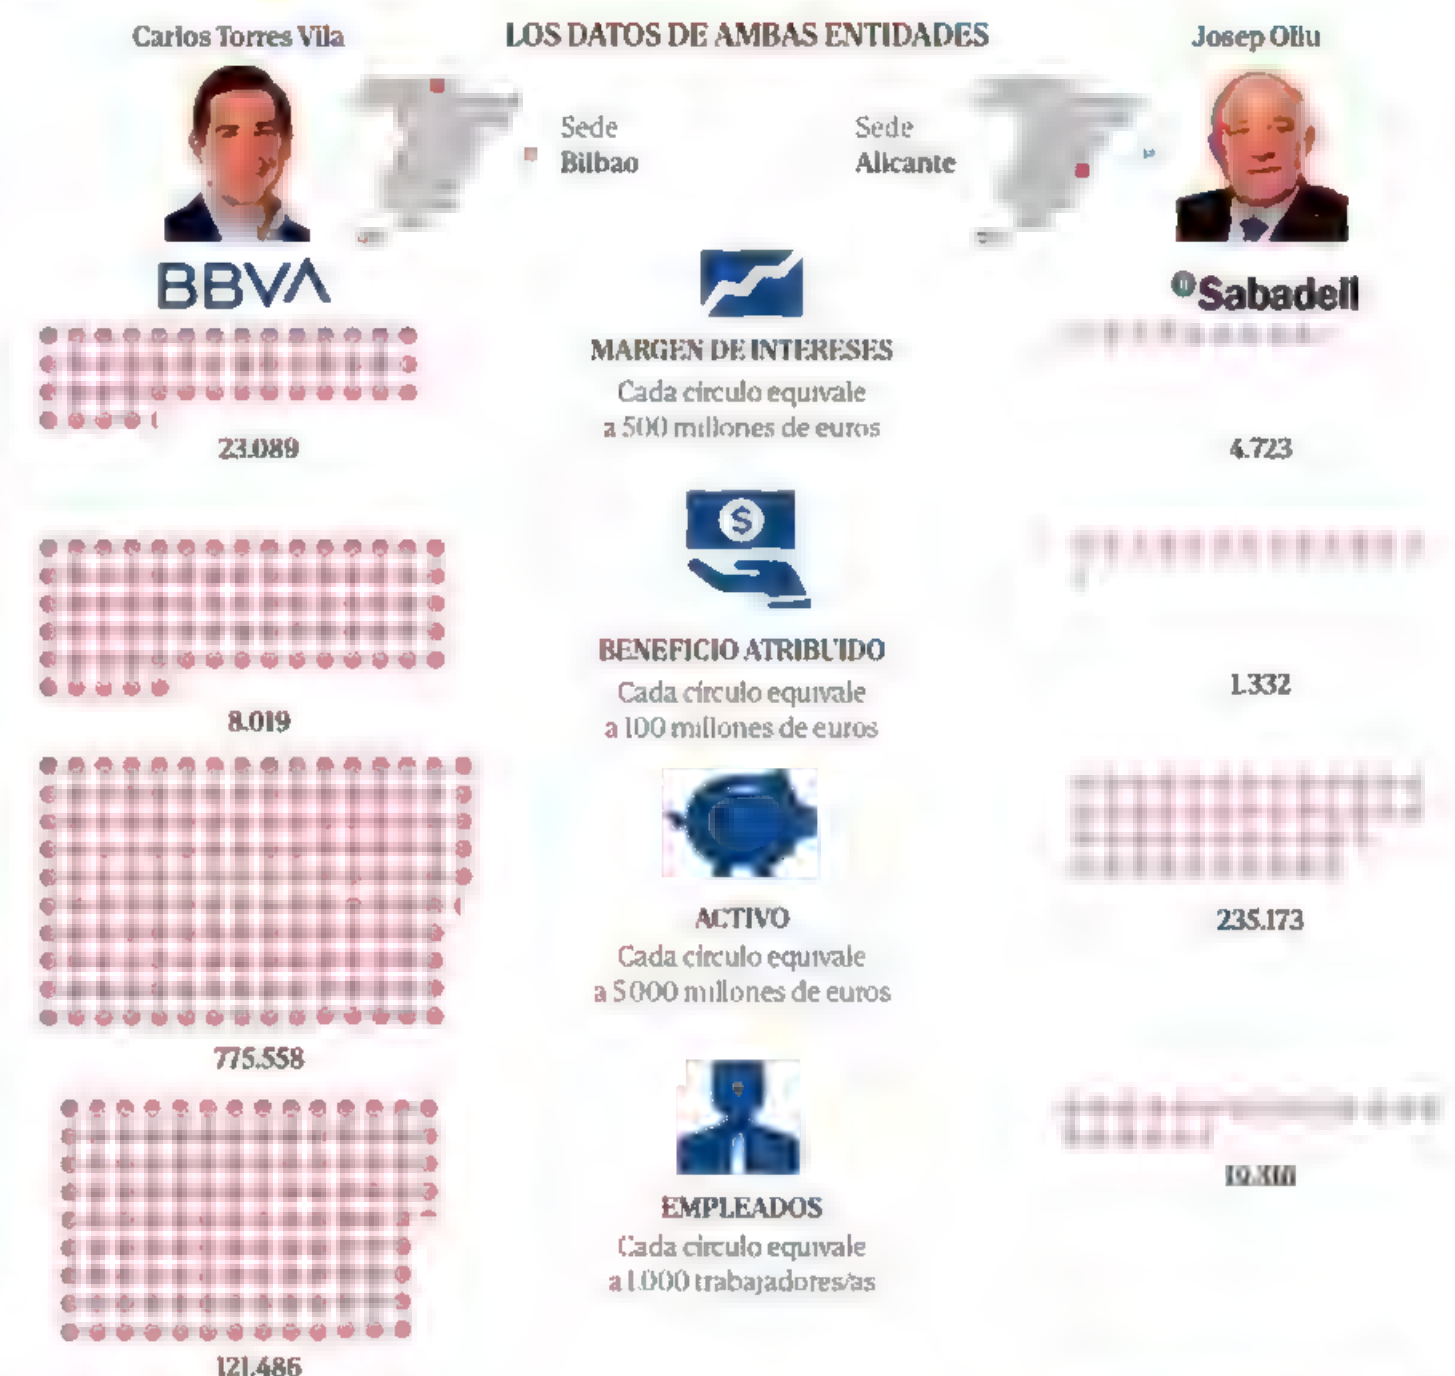 Carlos Torres Vila
LOS DATOS DE AMBAS ENTIDADES
Josep Oliu
Sede
Bilbao
Sede
Alicante
BBVA
Sabadell
MARGEN DE INTERESES
Cada círculo equivale
a 500 millones de euros
23.089
4.723
BENEFICIO ATRIBUIDO
Cada círculo equivale
a 100 millones de euros
8.019
1.332
ACTIVO
Cada círculo equivale
a 5000 millones de euros
775.558
235.173
EMPLEADOS
Cada círculo equivale
a 1.000 trabajadores/as
121.486